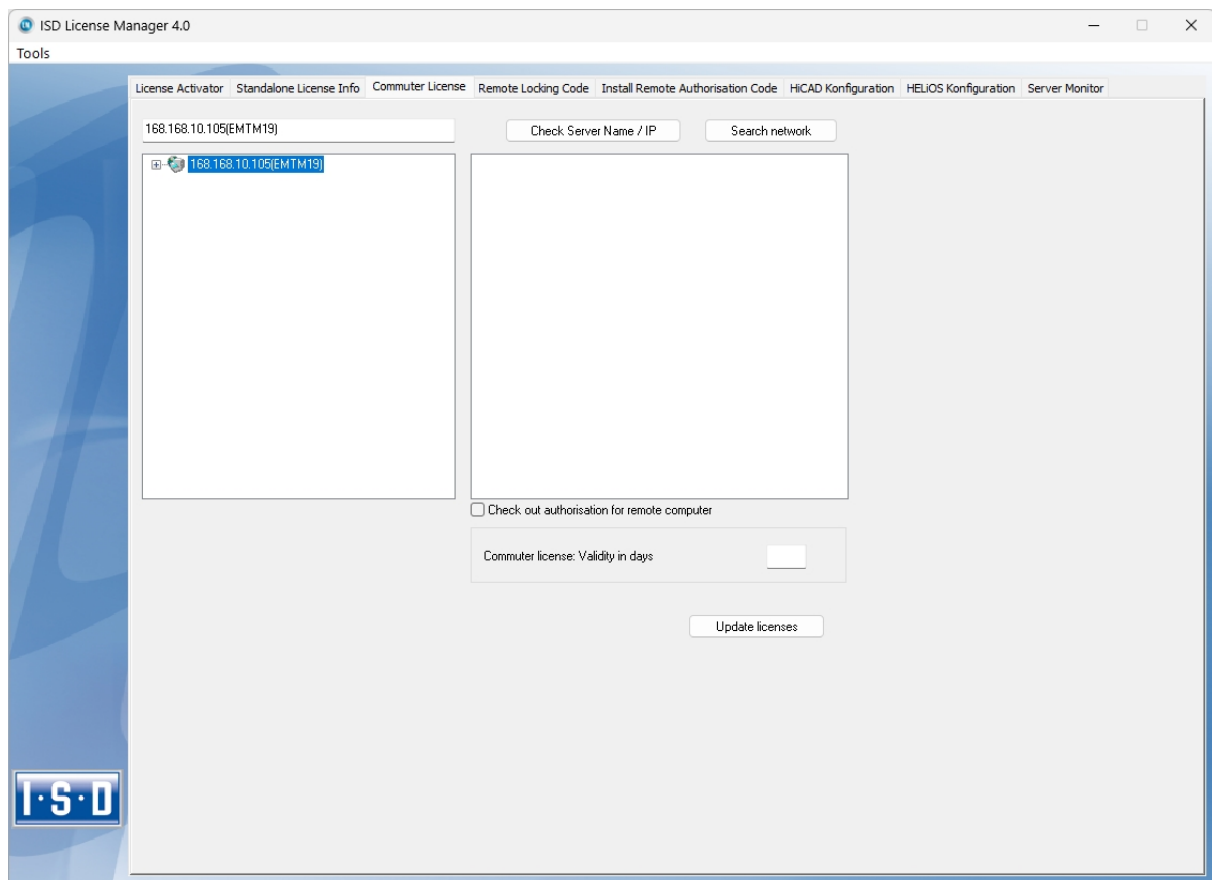 ISD License Manager 4.0
Tools
License Activator Standalone License Info Commuter License Remote Locking Code Install Remote Authorisation Code HiCAD Konfiguration HELiOS Konfiguration Server Monitor
168.168.10.105(EMTM19) Check Server Name / IP Search network
168.168.10.105(EMTM19)
Check out authorisation for remote computer
Commuter license: Validity in days
Update licenses
I·S·D